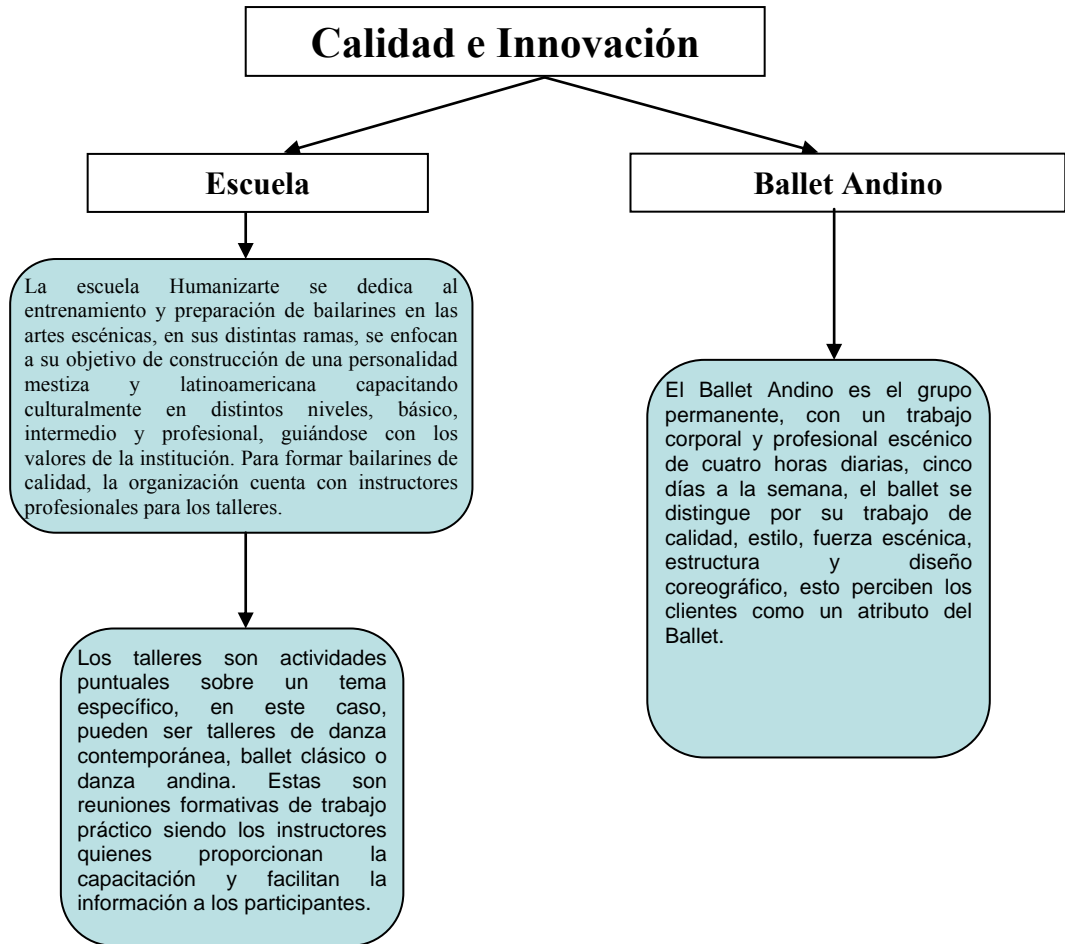 Calidad e Innovación
Escuela
Ballet Andino
La escuela Humanizarte se dedica al
entrenamiento y preparación de bailarines en las
artes escénicas, en sus distintas ramas, se enfocan
a su objetivo de construcción de una personalidad
mestiza y latinoamericana capacitando
culturalmente en distintos niveles, básico,
intermedio y profesional, guiándose con los
valores de la institución. Para formar bailarines de
calidad, la organización cuenta con instructores
profesionales para los talleres.
El Ballet Andino es el grupo
permanente, con un trabajo
corporal y profesional escénico
de cuatro horas diarias, cinco
días a la semana, el ballet se
distingue por su trabajo de
calidad, estilo, fuerza escénica,
estructura y diseño
coreográfico, esto perciben los
clientes como un atributo del
Ballet.
Los talleres son actividades
puntuales sobre un tema
específico, en este caso,
pueden ser talleres de danza
contemporánea, ballet clásico o
danza andina. Estas son
reuniones formativas de trabajo
práctico siendo los instructores
quienes proporcionan la
capacitación y facilitan la
información a los participantes.